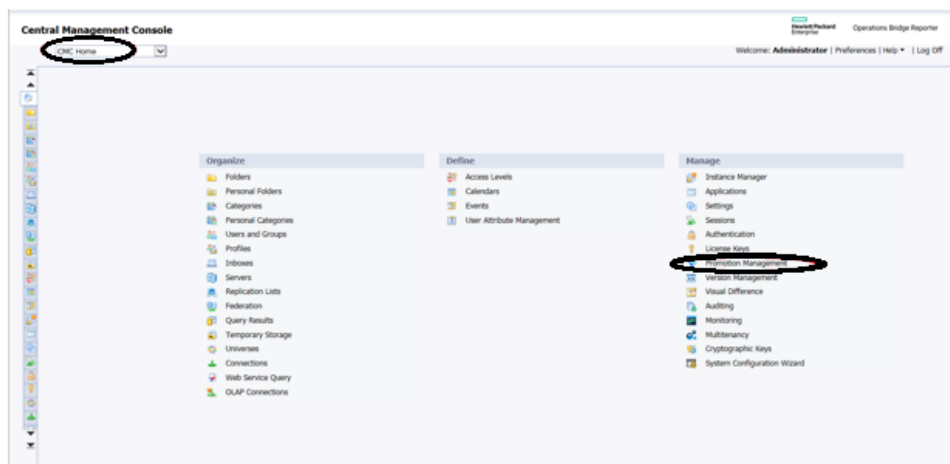 Central Management Console
Hewlett Packard
Enterprise
Operations Bridge Reporter
CMC Home
Welcome: Administrator | Preferences | Help | Log Off
Organize
Folders
Personal Folders
Categories
Personal Categories
Users and Groups
Profiles
Inboxes
Servers
Replication Lists
Federation
Query Results
Temporary Storage
Universes
Connections
Web Service Query
OLAP Connections
Define
Access Levels
Calendars
Events
User Attribute Management
Manage
Instance Manager
Applications
Settings
Sessions
Authentication
License Keys
Promotion Management
Version Management
Visual Difference
Auditing
Monitoring
Multitenancy
Cryptographic Keys
System Configuration Wizard